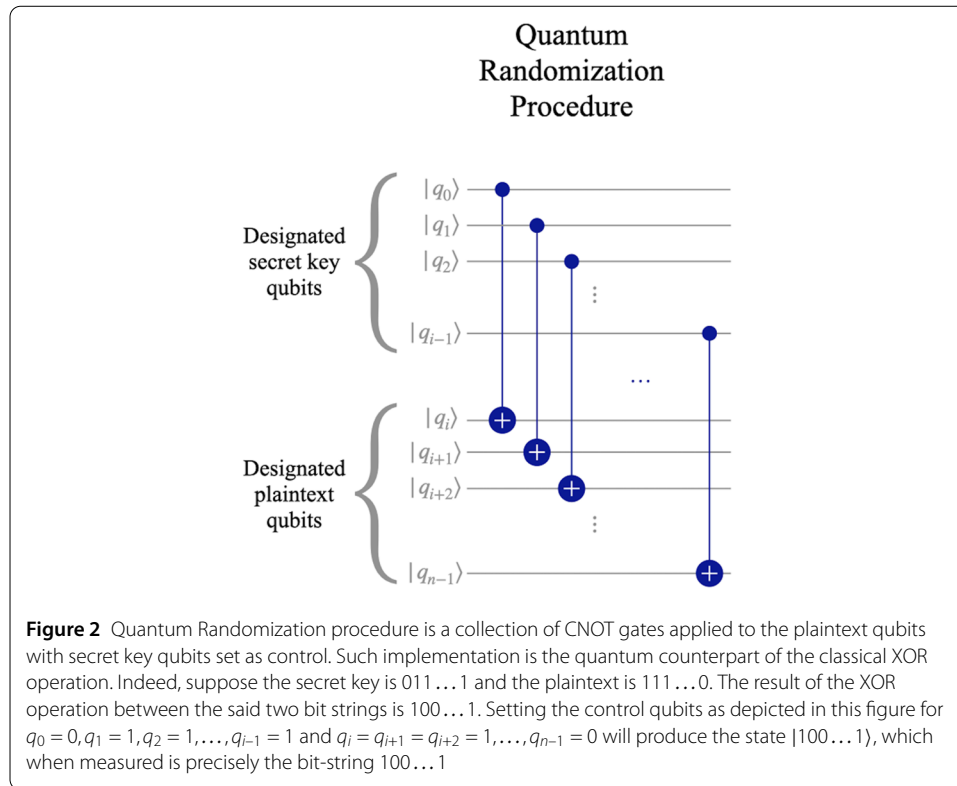 Quantum
Randomization
Procedure
Designated
secret key
qubits
|q₀⟩
|q₁⟩
|q₂⟩
⋮
|qᵢ₋₁⟩
…
Designated
plaintext
qubits
|qᵢ⟩
|qᵢ₊₁⟩
|qᵢ₊₂⟩
⋮
|qₙ₋₁⟩
Figure 2 Quantum Randomization procedure is a collection of CNOT gates applied to the plaintext qubits
with secret key qubits set as control. Such implementation is the quantum counterpart of the classical XOR
operation. Indeed, suppose the secret key is 011...1 and the plaintext is 111...0. The result of the XOR
operation between the said two bit strings is 100...1. Setting the control qubits as depicted in this figure for
q₀ = 0, q₁ = 1, q₂ = 1, ..., qᵢ₋₁ = 1 and qᵢ = qᵢ₊₁ = qᵢ₊₂ = 1, ..., qₙ₋₁ = 0 will produce the state |100...1⟩, which
when measured is precisely the bit-string 100...1